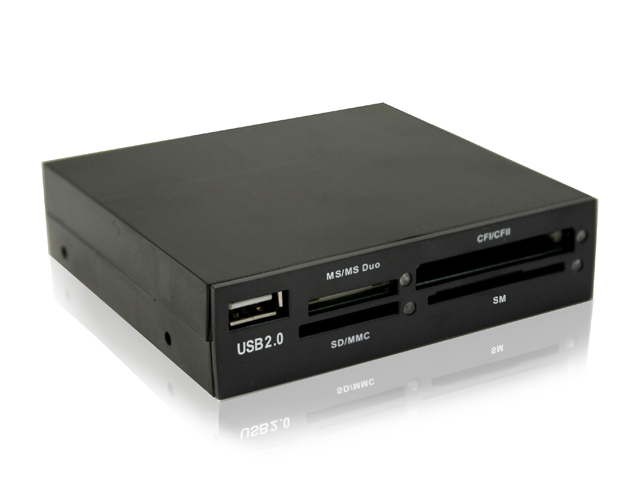 CFI/CFII
MS/MS Duo
SM
USB2.0
SD/MMC